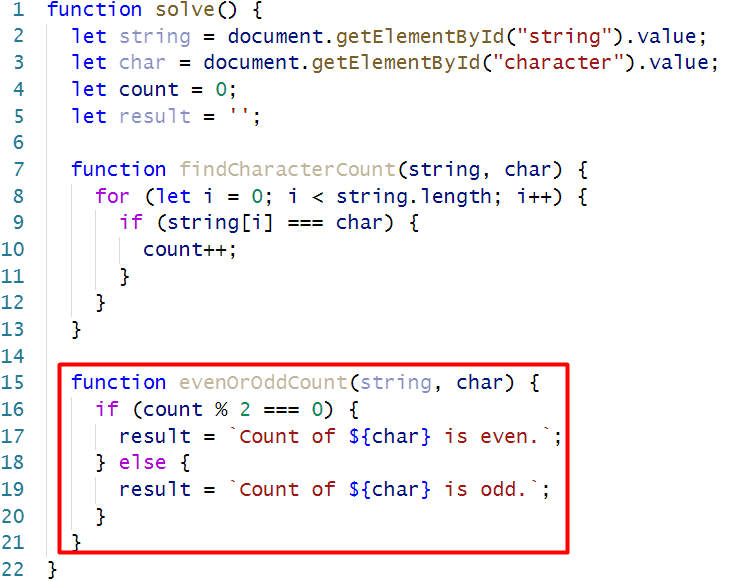 1 function solve() {
2 let string = document.getElementById("string").value;
3 let char = document.getElementById("character").value;
4 let count = 0;
5 let result = '';
6
7 function findCharacterCount(string, char) {
8 for (let i = 0; i < string.length; i++) {
9 if (string[i] === char) {
10 count++;
11 }
12 }
13 }
14
15 function evenOrOddCount(string, char) {
16 if (count % 2 === 0) {
17 result = `Count of ${char} is even.`;
18 } else {
19 result = `Count of ${char} is odd.`;
20 }
21 }
22 }